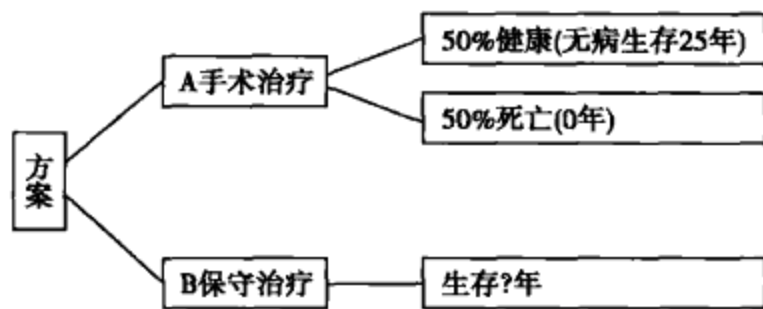 方案
A手术治疗
50%健康(无病生存25年)
50%死亡(0年)
B保守治疗
生存?年